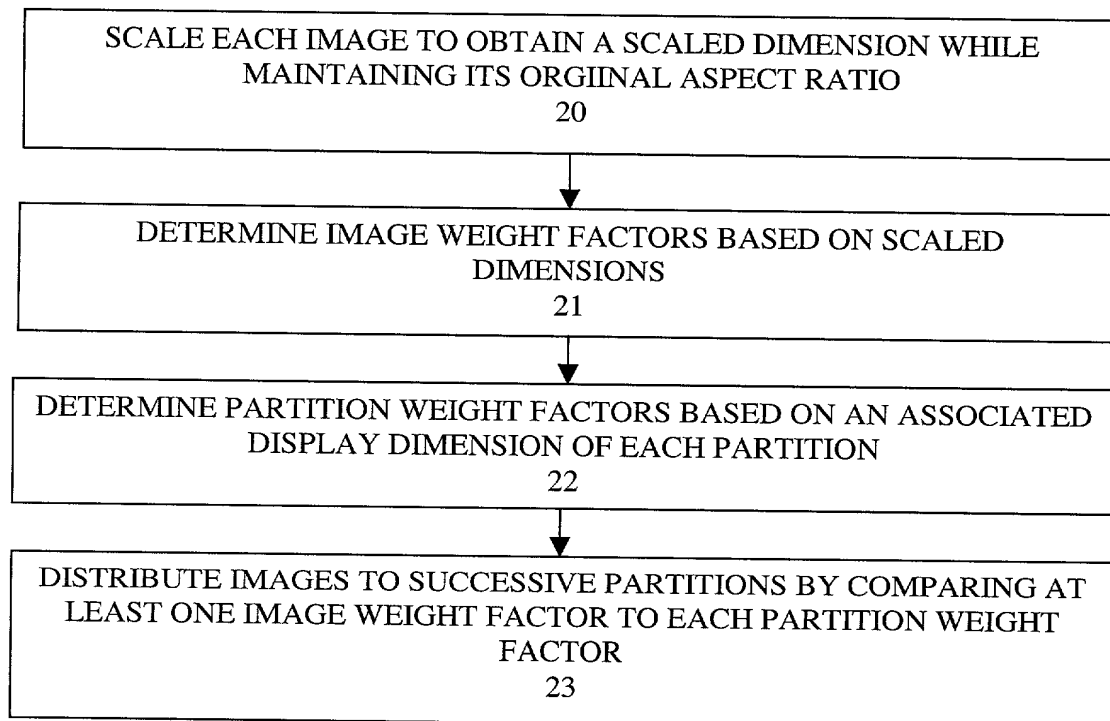 SCALE EACH IMAGE TO OBTAIN A SCALED DIMENSION WHILE
MAINTAINING ITS ORGIINAL ASPECT RATIO
20
DETERMINE IMAGE WEIGHT FACTORS BASED ON SCALED
DIMENSIONS
21
DETERMINE PARTITION WEIGHT FACTORS BASED ON AN ASSOCIATED
DISPLAY DIMENSION OF EACH PARTITION
22
DISTRIBUTE IMAGES TO SUCCESSIVE PARTITIONS BY COMPARING AT
LEAST ONE IMAGE WEIGHT FACTOR TO EACH PARTITION WEIGHT
FACTOR
23